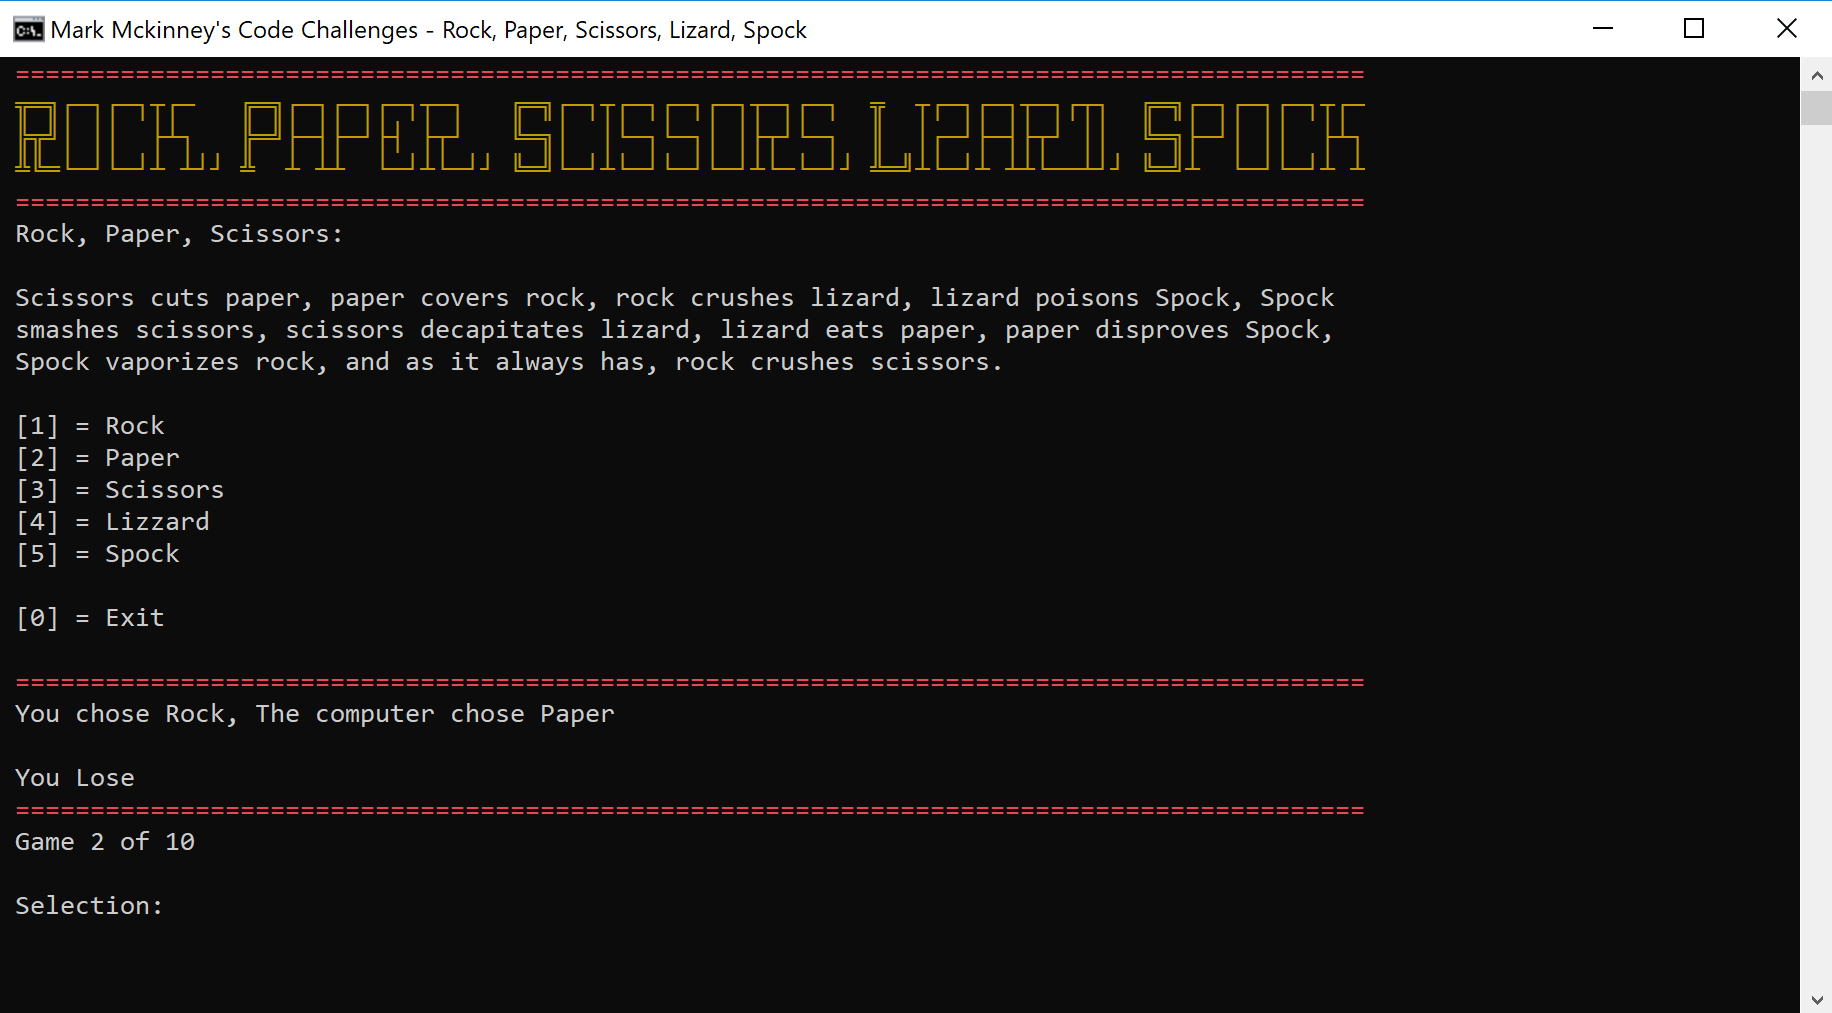 Mark Mckinney's Code Challenges - Rock, Paper, Scissors, Lizard, Spock
==========================================================================================
ROCK, PAPER, SCISSORS, LIZARD, SPOCK
==========================================================================================
Rock, Paper, Scissors:
Scissors cuts paper, paper covers rock, rock crushes lizard, lizard poisons Spock, Spock
smashes scissors, scissors decapitates lizard, lizard eats paper, paper disproves Spock,
Spock vaporizes rock, and as it always has, rock crushes scissors.
[1] = Rock
[2] = Paper
[3] = Scissors
[4] = Lizzard
[5] = Spock
[0] = Exit
==========================================================================================
You chose Rock, The computer chose Paper
You Lose
==========================================================================================
Game 2 of 10
Selection: